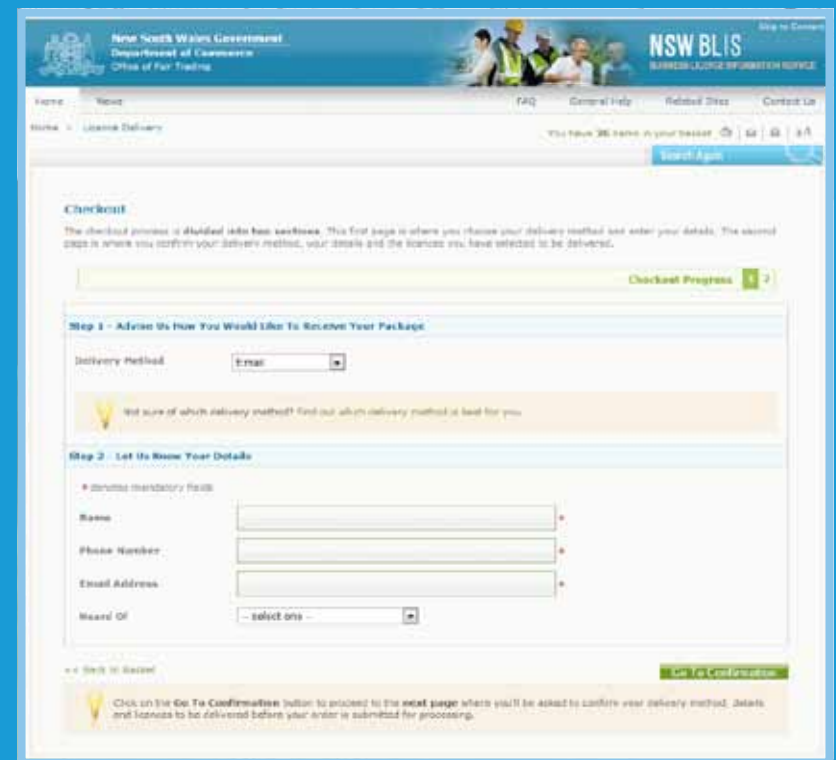 Skip to Content
New South Wales Government
Department of Commerce
Office of Fair Trading
NSW BLIS
BUSINESS LICENCE INFORMATION SERVICE
Home News FAQ General Help Related Sites Contact Us
Home > Licence Delivery
You have items in your basket
Search Again
Checkout
The checkout process is divided into two sections. This first page is where you choose your delivery method and enter your details. The second
page is where you confirm your delivery method, your details and the licences you have selected to be delivered.
Checkout Progress 1 2
Step 1 - Advise Us How You Would Like To Receive Your Package
Delivery Method Email
Not sure of which delivery method? Find out which delivery method is best for you.
Step 2 - Let Us Know Your Details
* denotes mandatory fields
Name *
Phone Number *
Email Address *
Heard Of -- select one --
<< Back to Basket
Go To Confirmation
Click on the Go To Confirmation button to proceed to the next page where you'll be asked to confirm your delivery method, details
and licences to be delivered before your order is submitted for processing.